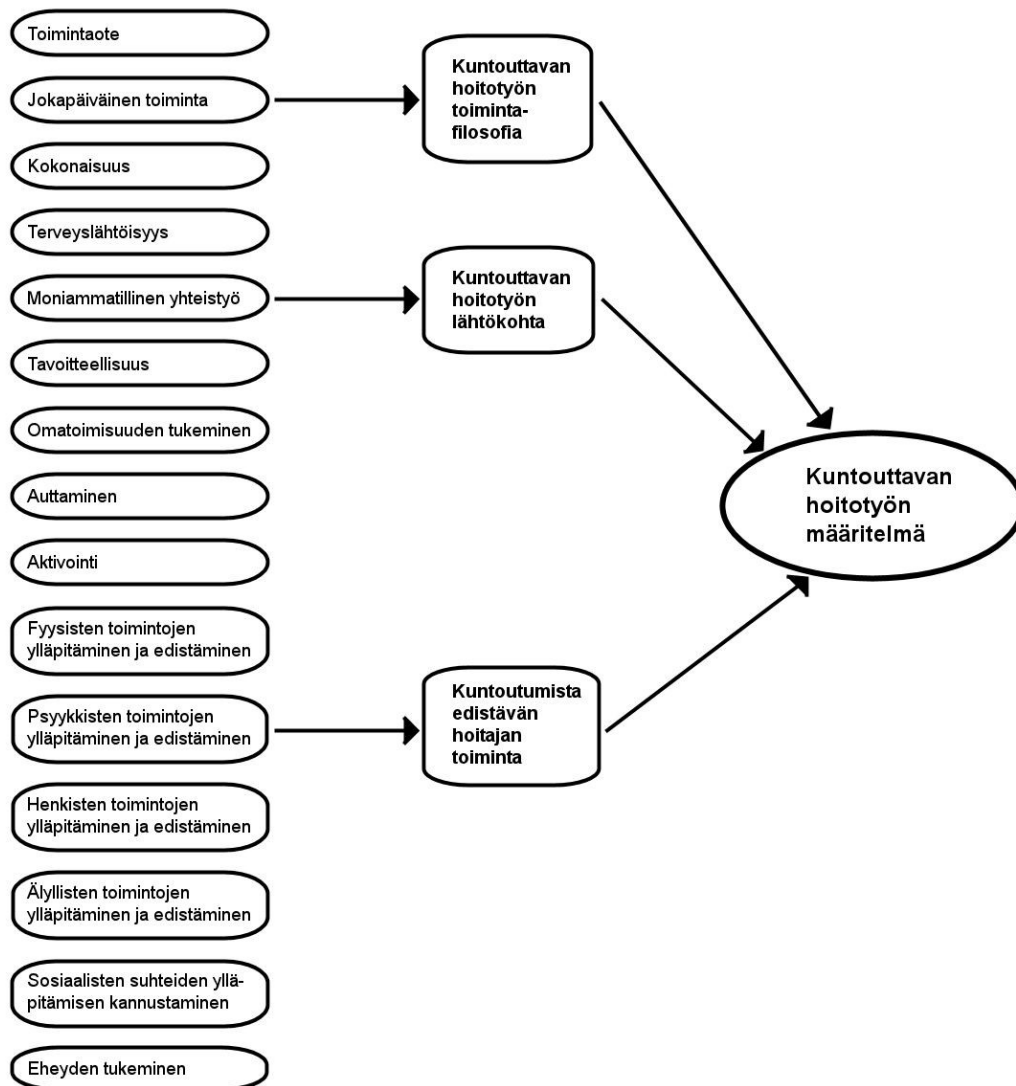 Toimintaote
Jokapäiväinen toiminta
Kokonaisuus
Terveyslähtöisyys
Moniammatillinen yhteistyö
Tavoitteellisuus
Omatoimisuuden tukeminen
Auttaminen
Aktivointi
Fyysisten toimintojen
ylläpitäminen ja edistäminen
Psyykkisten toimintojen
ylläpitäminen ja edistäminen
Henkisten toimintojen
ylläpitäminen ja edistäminen
Älyllisten toimintojen
ylläpitäminen ja edistäminen
Sosiaalisten suhteiden yllä-
pitämisen kannustaminen
Eheyden tukeminen
Kuntouttavan
hoitotyön
toiminta-
filosofia
Kuntouttavan
hoitotyön
lähtökohta
Kuntoutumista
edistävän
hoitajan
toiminta
Kuntouttavan
hoitotyön
määritelmä